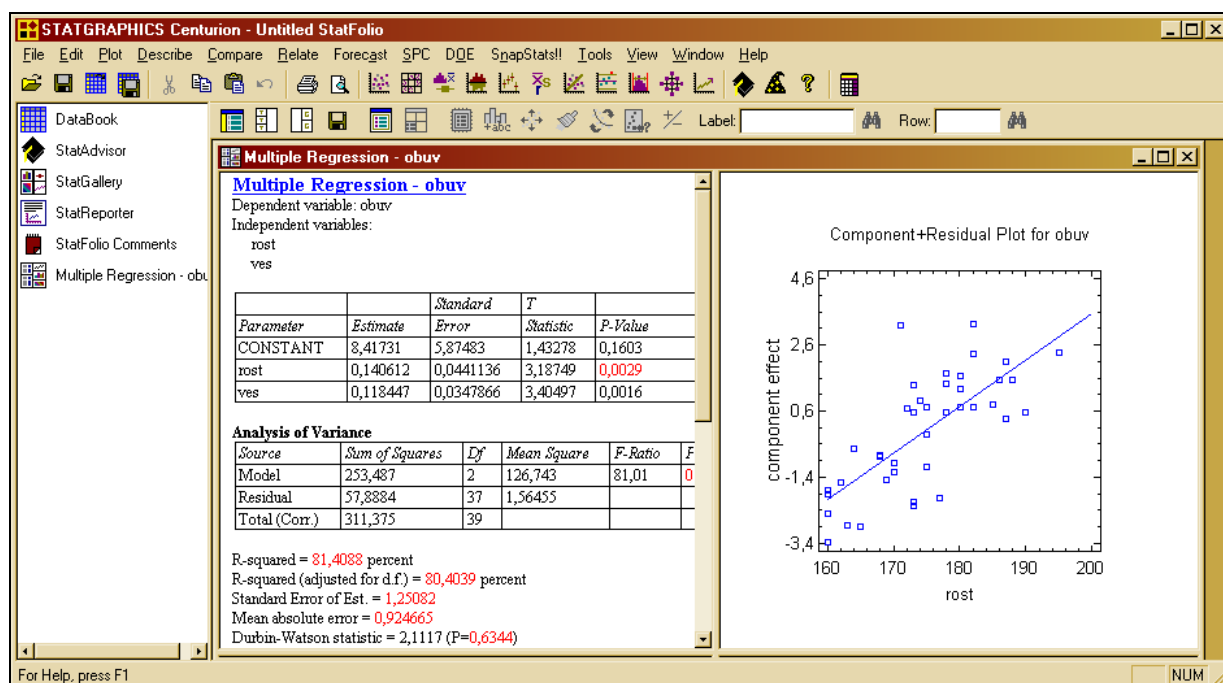 STATGRAPHICS Centurion - Untitled StatFolio
File Edit Plot Describe Compare Relate Forecast SPC DOE SnapStats!! Tools View Window Help
Label: Row:
DataBook
StatAdvisor
StatGallery
StatReporter
StatFolio Comments
Multiple Regression - obu
Multiple Regression - obuv
Multiple Regression - obuv
Dependent variable: obuv
Independent variables:
rost
ves
Standard T
Parameter Estimate Error Statistic P-Value
CONSTANT 8,41731 5,87483 1,43278 0,1603
rost 0,140612 0,0441136 3,18749 0,0029
ves 0,118447 0,0347866 3,40497 0,0016
Analysis of Variance
Source Sum of Squares Df Mean Square F-Ratio
Model 253,487 2 126,743 81,01 0
Residual 57,8884 37 1,56455
Total (Corr.) 311,375 39
R-squared = 81,4088 percent
R-squared (adjusted for d.f.) = 80,4039 percent
Standard Error of Est. = 1,25082
Mean absolute error = 0,924665
Durbin-Watson statistic = 2,1117 (P=0,6344)
Component+Residual Plot for obuv
component effect
4,6
2,6
0,6
-1,4
-3,4
160 170 180 190 200
rost
For Help, press F1
NUM